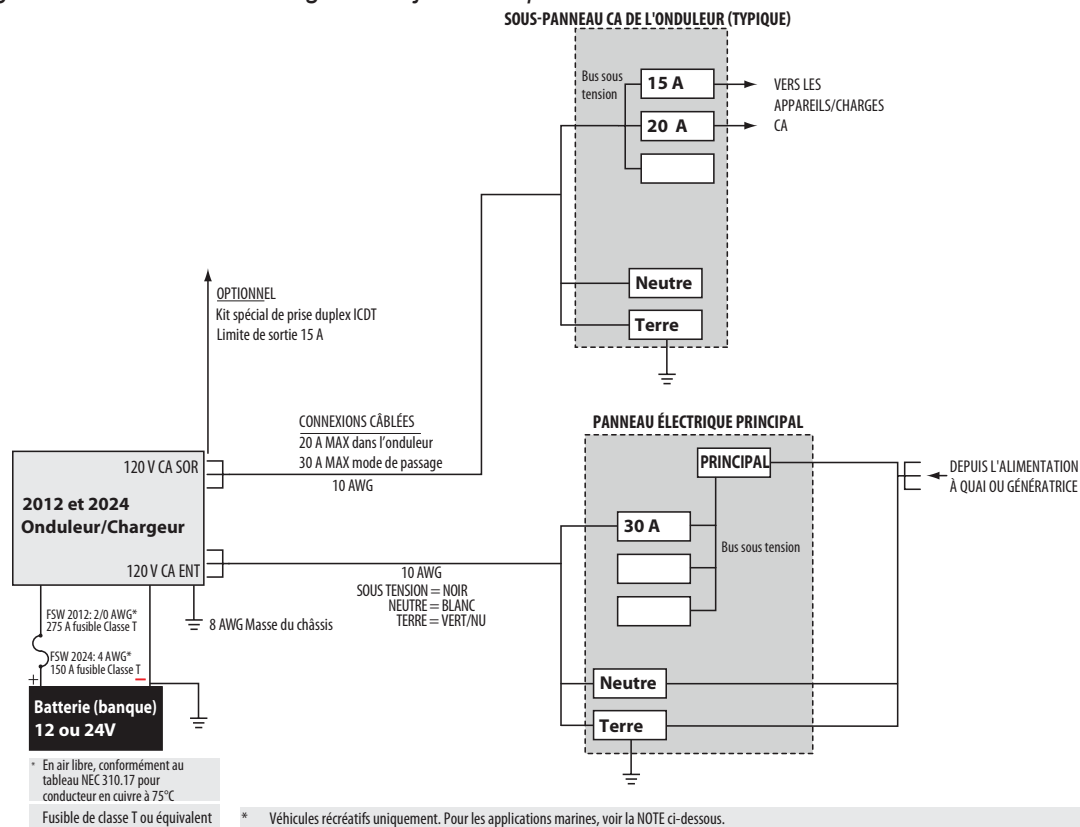 SOUS-PANNEAU CA DE L'ONDULEUR (TYPIQUE)
Bus sous
tension
15 A
20 A
VERS LES
APPAREILS/CHARGES
CA
Neutre
Terre
OPTIONNEL
Kit spécial de prise duplex ICDT
Limite de sortie 15 A
CONNEXIONS CÂBLÉES
20 A MAX dans l'onduleur
30 A MAX mode de passage
10 AWG
PANNEAU ÉLECTRIQUE PRINCIPAL
PRINCIPAL
DEPUIS L'ALIMENTATION
À QUAI OU GÉNÉRATRICE
30 A
Bus sous tension
Neutre
Terre
120 V CA SOR
2012 et 2024
Onduleur/Chargeur
120 V CA ENT
10 AWG
SOUS TENSION = NOIR
NEUTRE = BLANC
TERRE = VERT/NU
8 AWG Masse du châssis
FSW 2012: 2/0 AWG*
275 A fusible Classe T
FSW 2024: 4 AWG*
150 A fusible Classe T
+ −
Batterie (banque)
12 ou 24V
* En air libre, conformément au
tableau NEC 310.17 pour
conducteur en cuivre à 75°C
Fusible de classe T ou équivalent
* Véhicules récréatifs uniquement. Pour les applications marines, voir la NOTE ci-dessous.